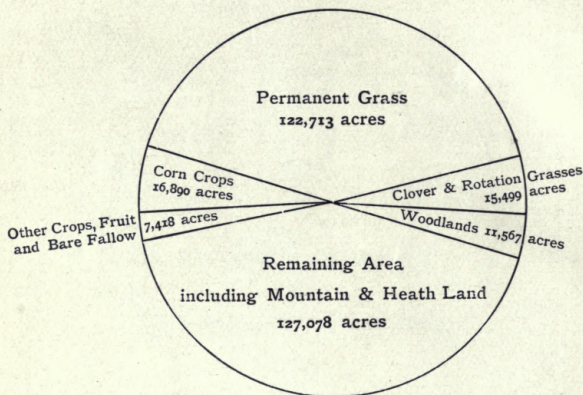 Permanent Grass
122,713 acres
Corn Crops
16,890 acres
Clover & Rotation Grasses
15,499 acres
Other Crops, Fruit
and Bare Fallow
7,418 acres
Woodlands 11,567 acres
Remaining Area
including Mountain & Heath Land
127,078 acres